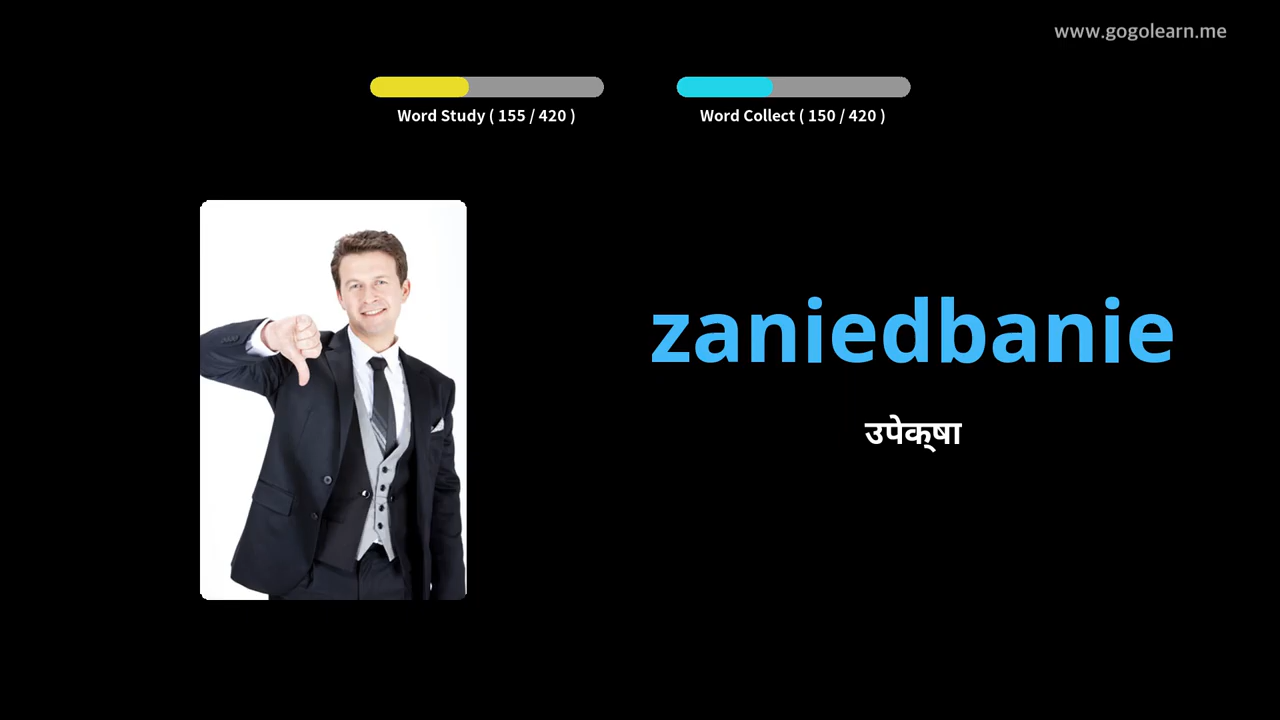 www.gogolearn.me
Word Study ( 155 / 420 )
Word Collect ( 150 / 420 )
zaniedbanie
उपेक्षा